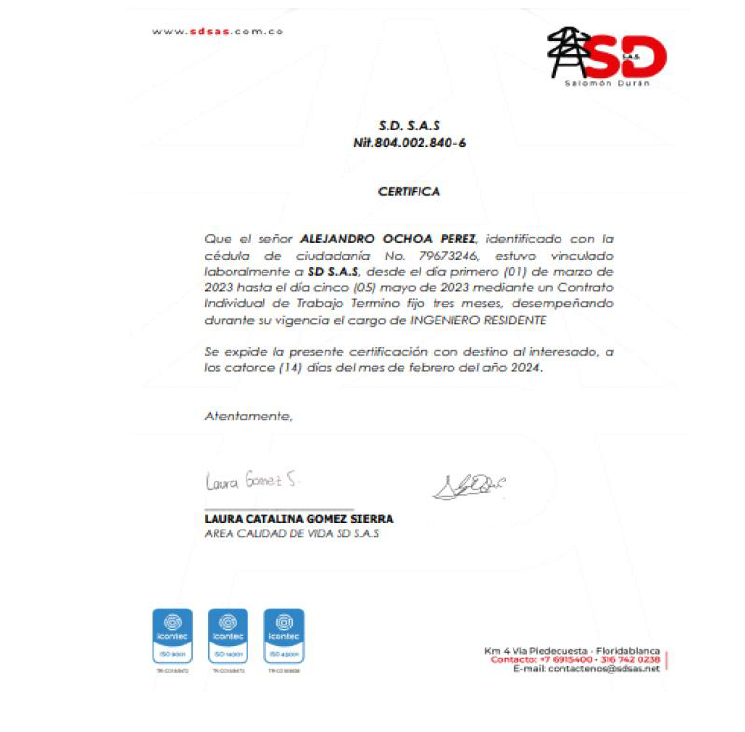 www.sdsas.com.co
SD
S.A.S.
Salomón Durán
S.D. S.A.S
Nit.804.002.840-6
CERTIFICA
Que el señor ALEJANDRO OCHOA PEREZ, identificado con la
cédula de ciudadanía No. 79673246, estuvo vinculado
laboralmente a SD S.A.S, desde el día primero (01) de marzo de
2023 hasta el día cinco (05) mayo de 2023 mediante un Contrato
Individual de Trabajo Termino fijo tres meses, desempeñando
durante su vigencia el cargo de INGENIERO RESIDENTE
Se expide la presente certificación con destino al interesado, a
los catorce (14) días del mes de febrero del año 2024.
Atentamente,
Laura Gomez S.
LAURA CATALINA GOMEZ SIERRA
AREA CALIDAD DE VIDA SD S.A.S
icontec icontec icontec
ISO 9001 ISO 14001 ISO 45001
Km 4 Vía Piedecuesta - Floridablanca
Contacto: +7 6915400 - 316 742 0238
E-mail: contactenos@sdsas.net